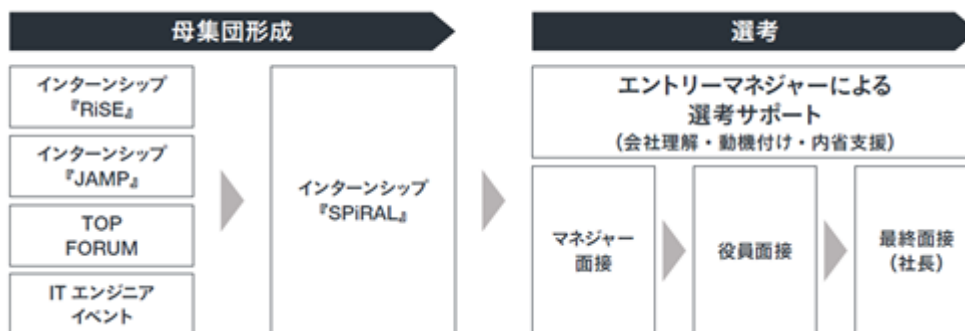 母集団形成
選考
インターンシップ
『RiSE』
インターンシップ
『JAMP』
TOP
FORUM
IT エンジニア
イベント
インターンシップ
『SPiRAL』
エントリーマネジャーによる
選考サポート
（会社理解・動機付け・内省支援）
マネジャー
面接
役員面接
最終面接
（社長）